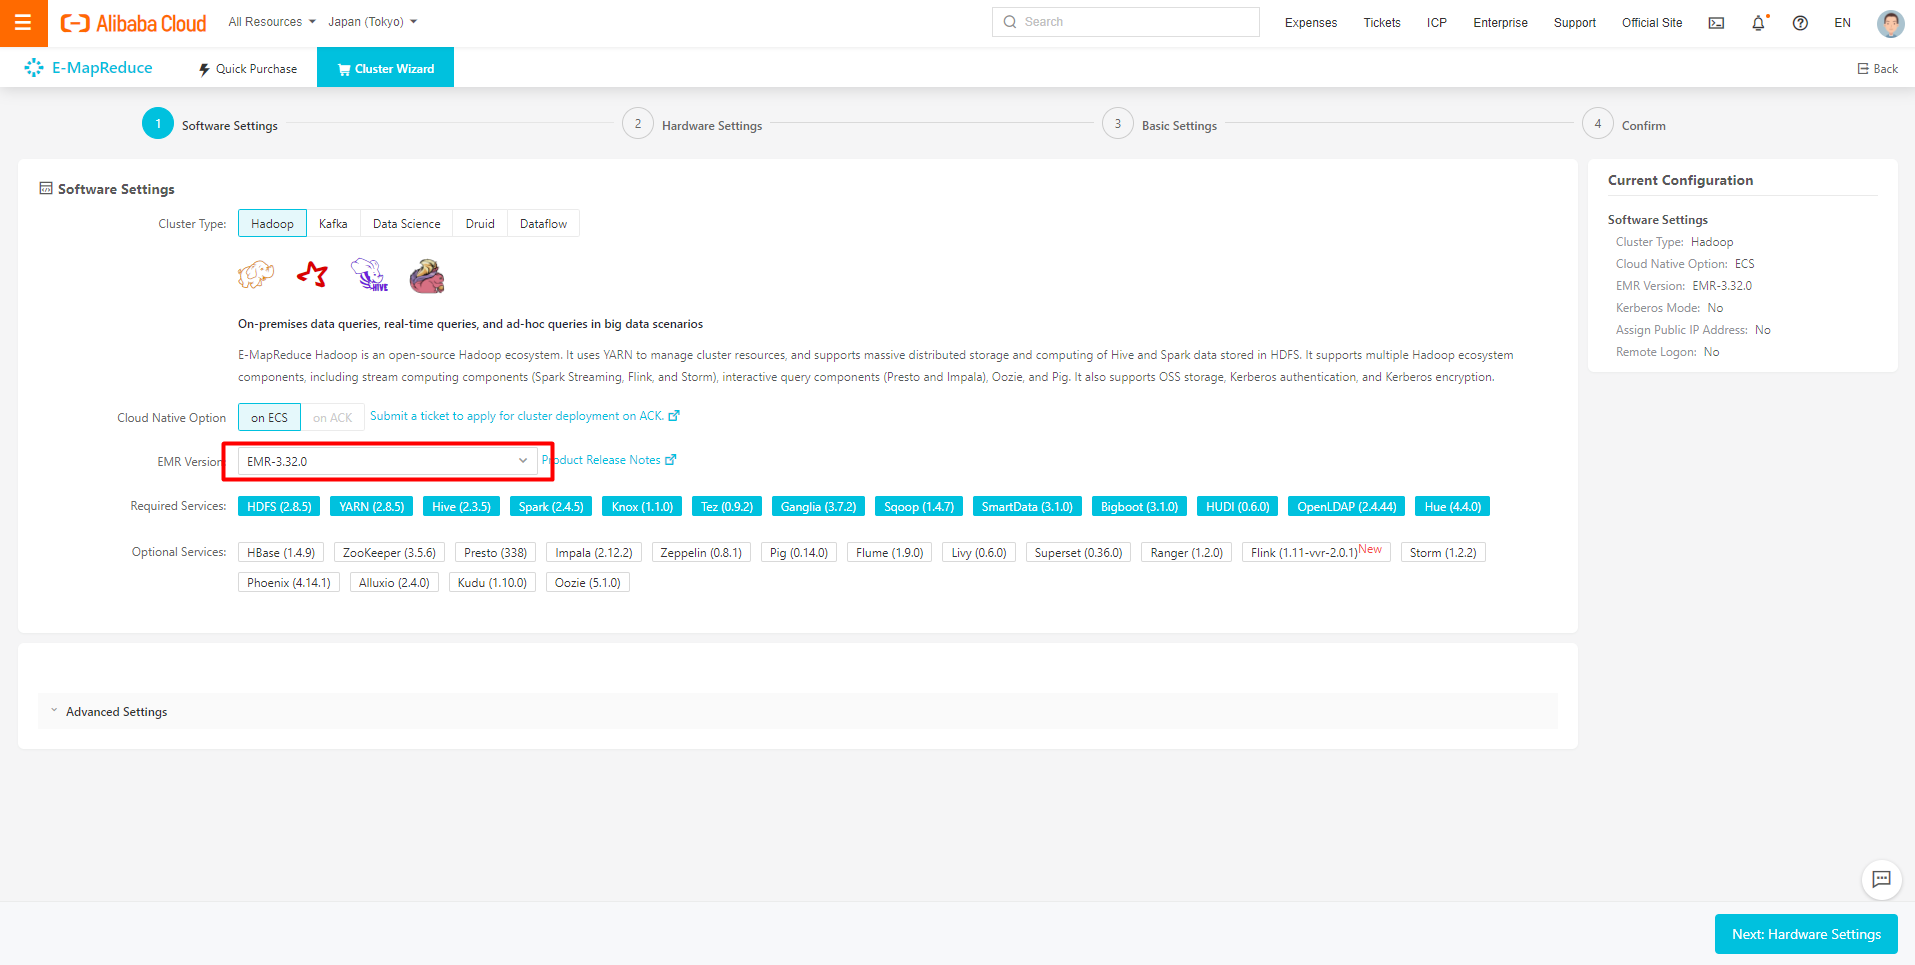 Alibaba Cloud All Resources Japan (Tokyo) Search Expenses Tickets ICP Enterprise Support Official Site EN
E-MapReduce Quick Purchase Cluster Wizard Back
1 Software Settings 2 Hardware Settings 3 Basic Settings 4 Confirm
Software Settings
Cluster Type: Hadoop Kafka Data Science Druid Dataflow
HIVE
On-premises data queries, real-time queries, and ad-hoc queries in big data scenarios
E-MapReduce Hadoop is an open-source Hadoop ecosystem. It uses YARN to manage cluster resources, and supports massive distributed storage and computing of Hive and Spark data stored in HDFS. It supports multiple Hadoop ecosystem
components, including stream computing components (Spark Streaming, Flink, and Storm), interactive query components (Presto and Impala), Oozie, and Pig. It also supports OSS storage, Kerberos authentication, and Kerberos encryption.
Cloud Native Option on ECS on ACK Submit a ticket to apply for cluster deployment on ACK.
EMR Version: EMR-3.32.0 Product Release Notes
Required Services: HDFS (2.8.5) YARN (2.8.5) Hive (2.3.5) Spark (2.4.5) Knox (1.1.0) Tez (0.9.2) Ganglia (3.7.2) Sqoop (1.4.7) SmartData (3.1.0) Bigboot (3.1.0) HUDI (0.6.0) OpenLDAP (2.4.44) Hue (4.4.0)
Optional Services: HBase (1.4.9) ZooKeeper (3.5.6) Presto (338) Impala (2.12.2) Zeppelin (0.8.1) Pig (0.14.0) Flume (1.9.0) Livy (0.6.0) Superset (0.36.0) Ranger (1.2.0) Flink (1.11-vvr-2.0.1) New Storm (1.2.2)
Phoenix (4.14.1) Alluxio (2.4.0) Kudu (1.10.0) Oozie (5.1.0)
Advanced Settings
Current Configuration
Software Settings
Cluster Type: Hadoop
Cloud Native Option: ECS
EMR Version: EMR-3.32.0
Kerberos Mode: No
Assign Public IP Address: No
Remote Logon: No
Next: Hardware Settings